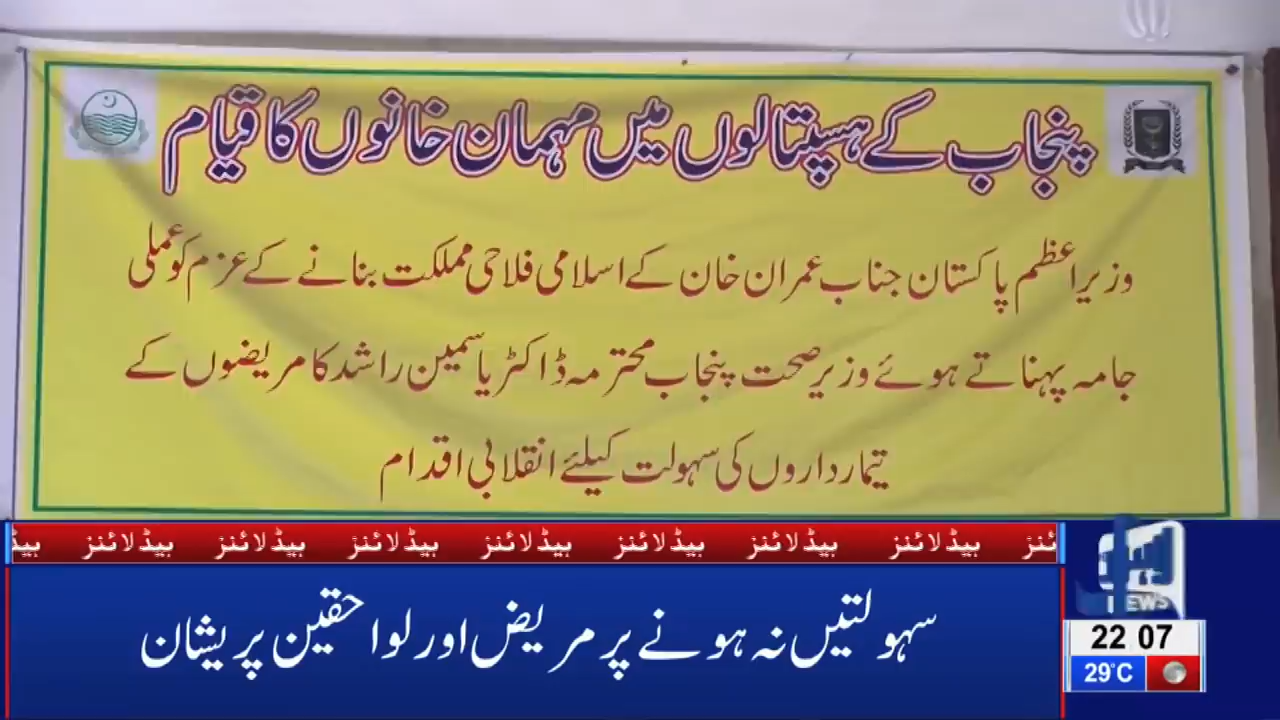 پنجاب کے ہسپتالوں میں مہمان خانوں کا قیام
وزیراعظم پاکستان جناب عمران خان کے اسلامی فلاحی مملکت بنانے کے عزم کو عملی
جامہ پہناتے ہوئے وزیر صحت پنجاب محترمہ ڈاکٹر یاسمین راشد کا مریضوں کے
تیمارداروں کی سہولت کیلئے انقلابی اقدام
ہیڈلائنز ہیڈلائنز ہیڈلائنز ہیڈلائنز ہیڈلائنز ہیڈلائنز ہیڈلائنز
سہولتیں نہ ہونے پر مریض اور لواحقین پریشان
NEWS
22 07
29°C